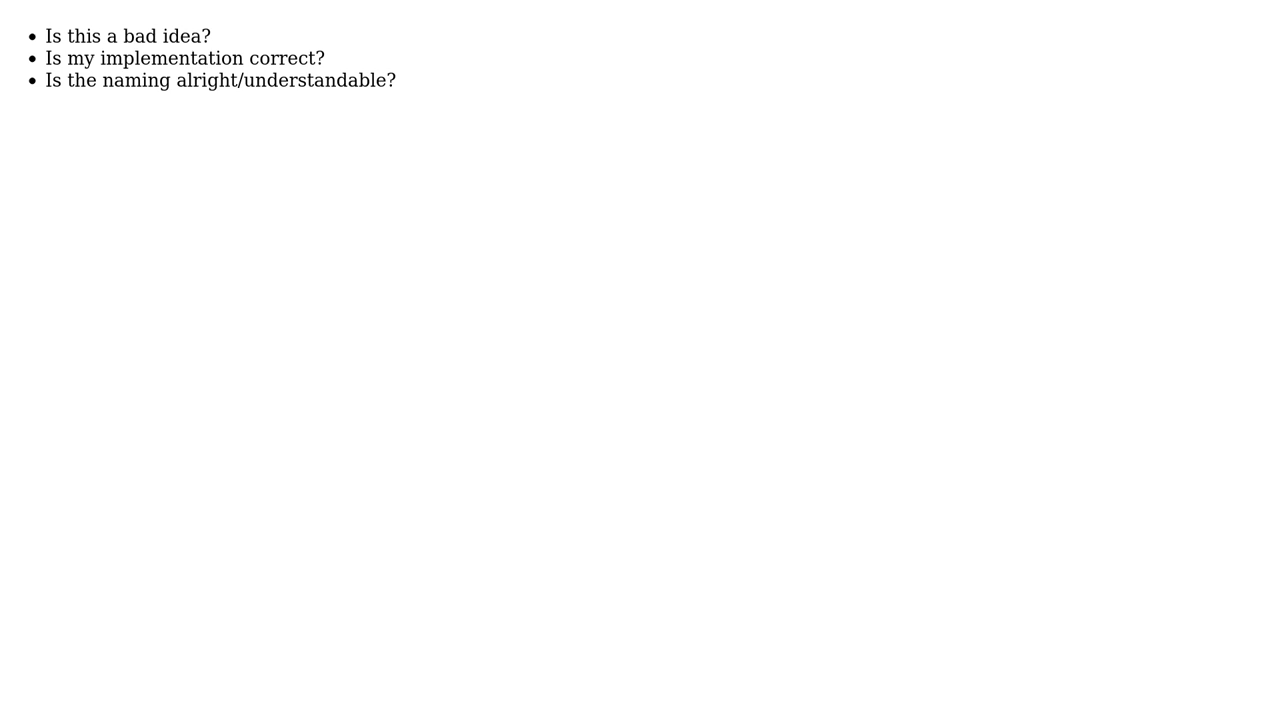 Is this a bad idea?
Is my implementation correct?
Is the naming alright/understandable?